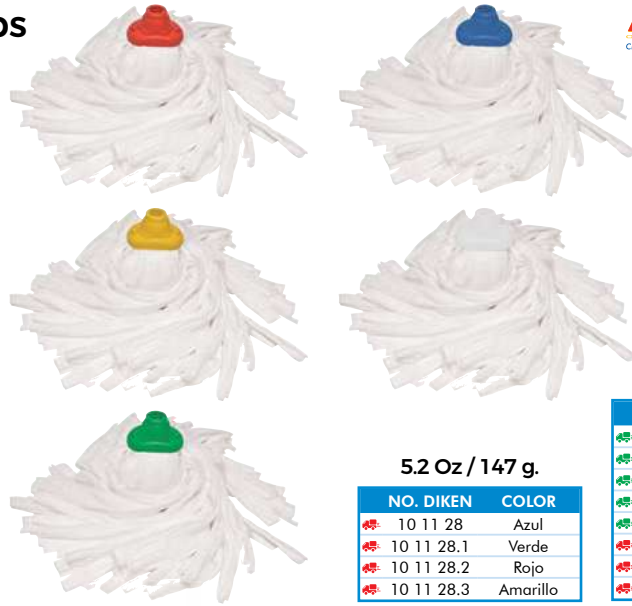 5.2 Oz / 147 g.
NO. DIKEN COLOR
10 11 28 Azul
10 11 28.1 Verde
10 11 28.2 Rojo
10 11 28.3 Amarillo